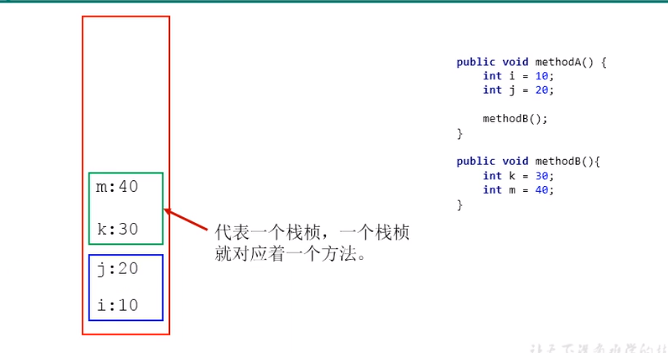 m:40
k:30
j:20
i:10
代表一个栈桢，一个栈桢
就对应着一个方法。
public void methodA() {
int i = 10;
int j = 20;
methodB();
}
public void methodB(){
int k = 30;
int m = 40;
}